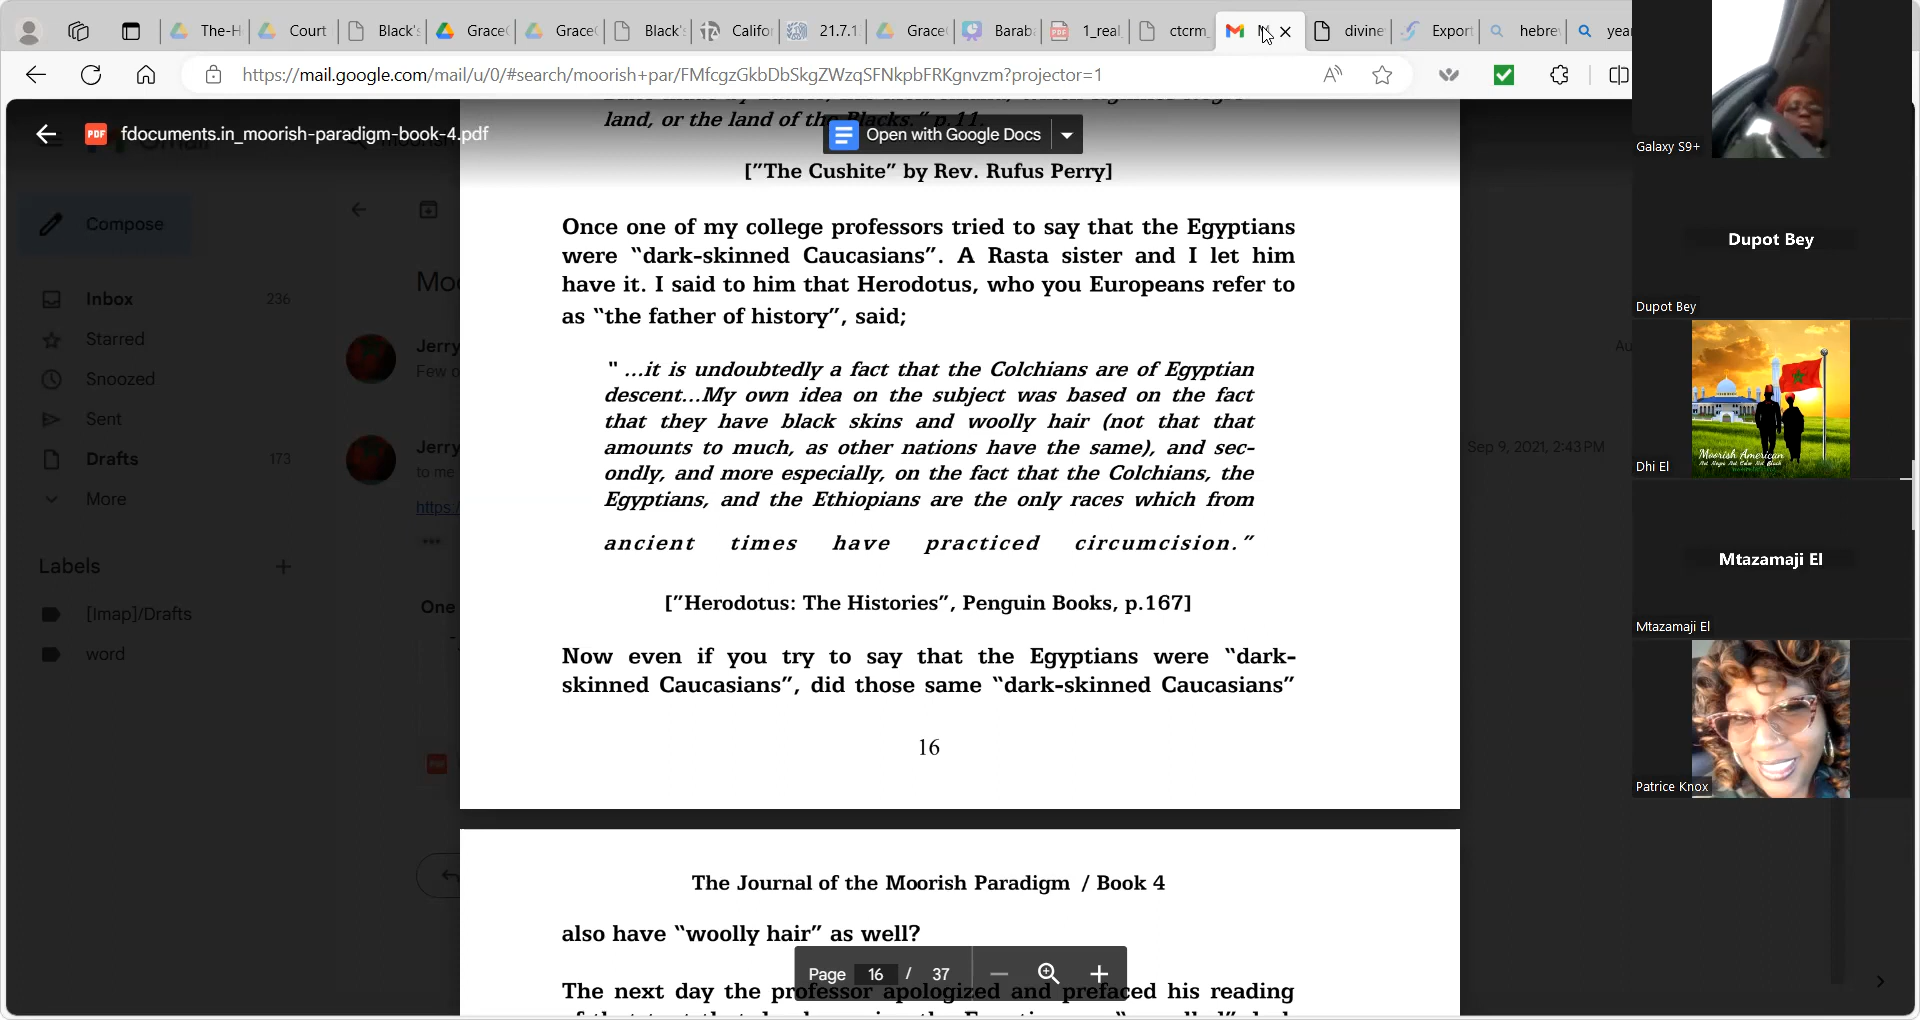 The-H
Court
Black'
Grace
Grace
Black'
Califo
21.7.1
Grace
Barab
1_real
ctcrm_
divine
Export
hebre
year
https://mail.google.com/mail/u/0/#search/moorish+par/FMfcgzGkbDbSkgZWzqSFNkpbFRKgnvzm?projector=1
PDF fdocuments.in_moorish-paradigm-book-4.pdf
Open with Google Docs
Compose
Inbox 236
Starred
Snoozed
Sent
Drafts 173
More
Labels
[Imap]/Drafts
word
Moo
Jerry
Few o
Jerry
to me
https:/
One
Au
Sep 9, 2021, 2:43 PM
land, or the land of the Blacks." p.11.
["The Cushite" by Rev. Rufus Perry]
Once one of my college professors tried to say that the Egyptians
were "dark-skinned Caucasians". A Rasta sister and I let him
have it. I said to him that Herodotus, who you Europeans refer to
as "the father of history", said;
" ...it is undoubtedly a fact that the Colchians are of Egyptian
descent...My own idea on the subject was based on the fact
that they have black skins and woolly hair (not that that
amounts to much, as other nations have the same), and sec-
ondly, and more especially, on the fact that the Colchians, the
Egyptians, and the Ethiopians are the only races which from
ancient times have practiced circumcision."
["Herodotus: The Histories", Penguin Books, p.167]
Now even if you try to say that the Egyptians were "dark-
skinned Caucasians", did those same "dark-skinned Caucasians"
16
The Journal of the Moorish Paradigm / Book 4
also have "woolly hair" as well?
The next day the professor apologized and prefaced his reading
Page 16 / 37
Galaxy S9+
Dupot Bey
Dupot Bey
Moorish American
Dhi El
Mtazamaji El
Mtazamaji El
Patrice Knox